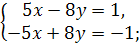 5x − 8y = 1,
−5x + 8y = −1;